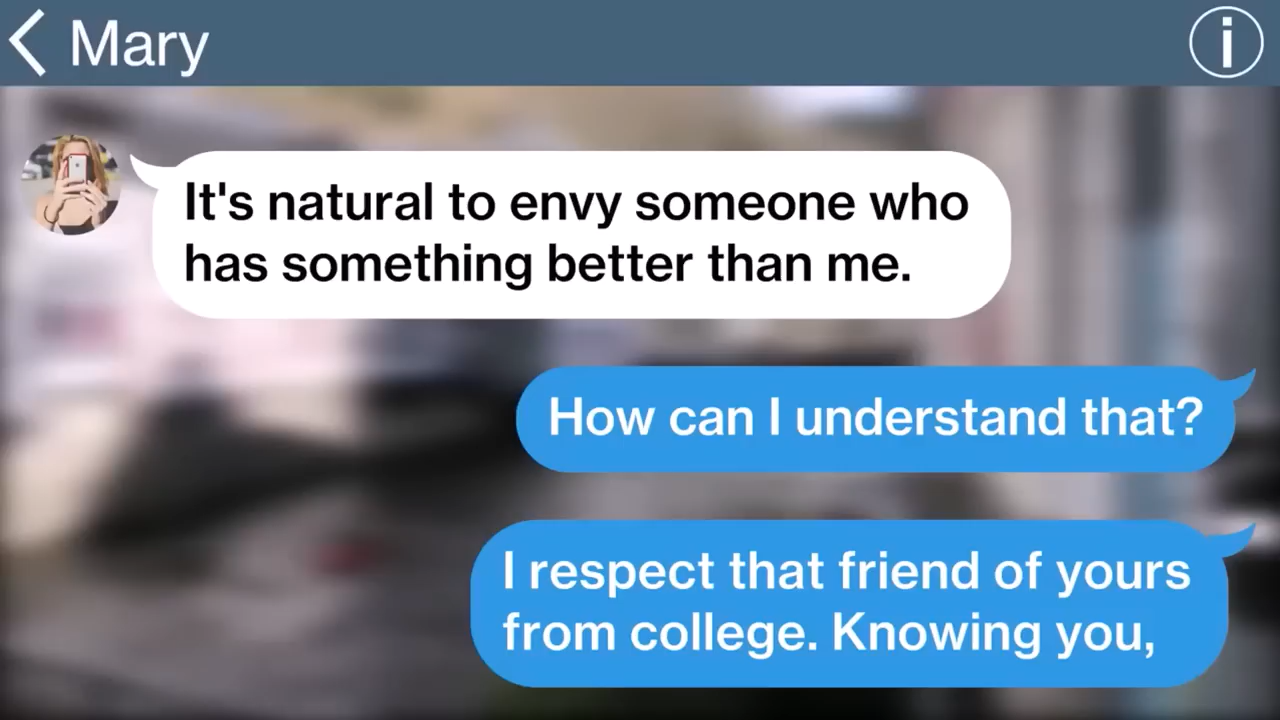 Mary
It's natural to envy someone who
has something better than me.
How can I understand that?
I respect that friend of yours
from college. Knowing you,